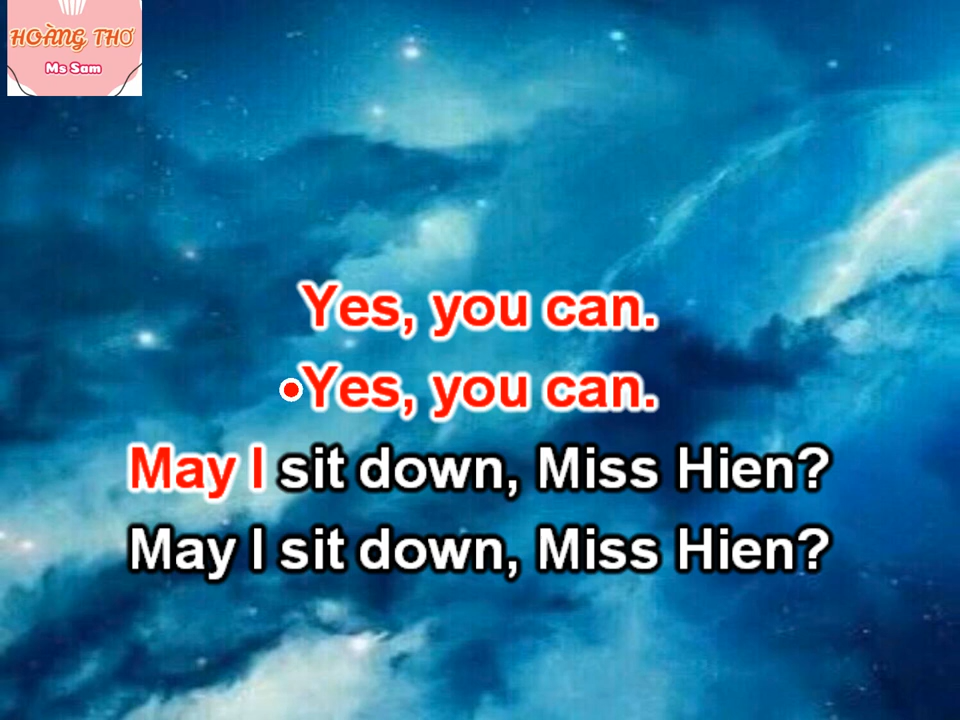 HOÀNG THƠ
Ms Sam
Yes, you can.
•Yes, you can.
May I sit down, Miss Hien?
May I sit down, Miss Hien?